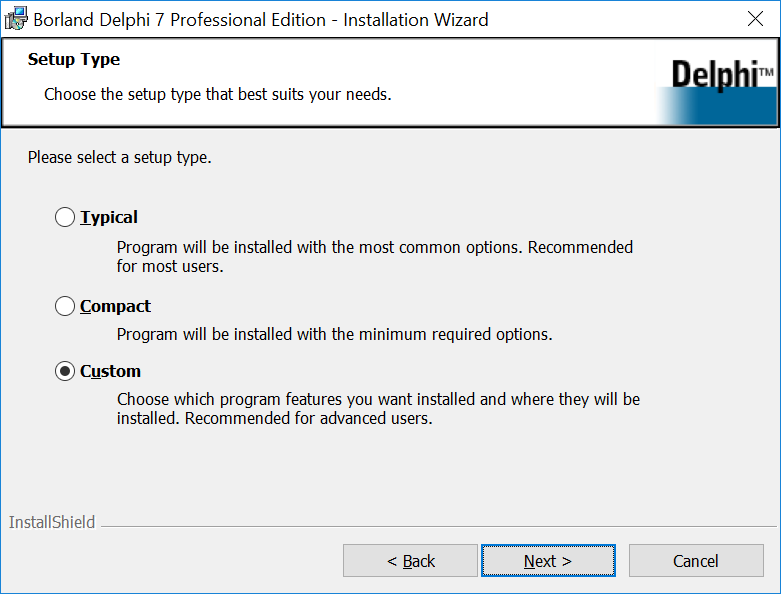 Borland Delphi 7 Professional Edition - Installation Wizard
Setup Type
Choose the setup type that best suits your needs.
Delphi™
Please select a setup type.
Typical
Program will be installed with the most common options. Recommended
for most users.
Compact
Program will be installed with the minimum required options.
Custom
Choose which program features you want installed and where they will be
installed. Recommended for advanced users.
InstallShield
< Back
Next >
Cancel